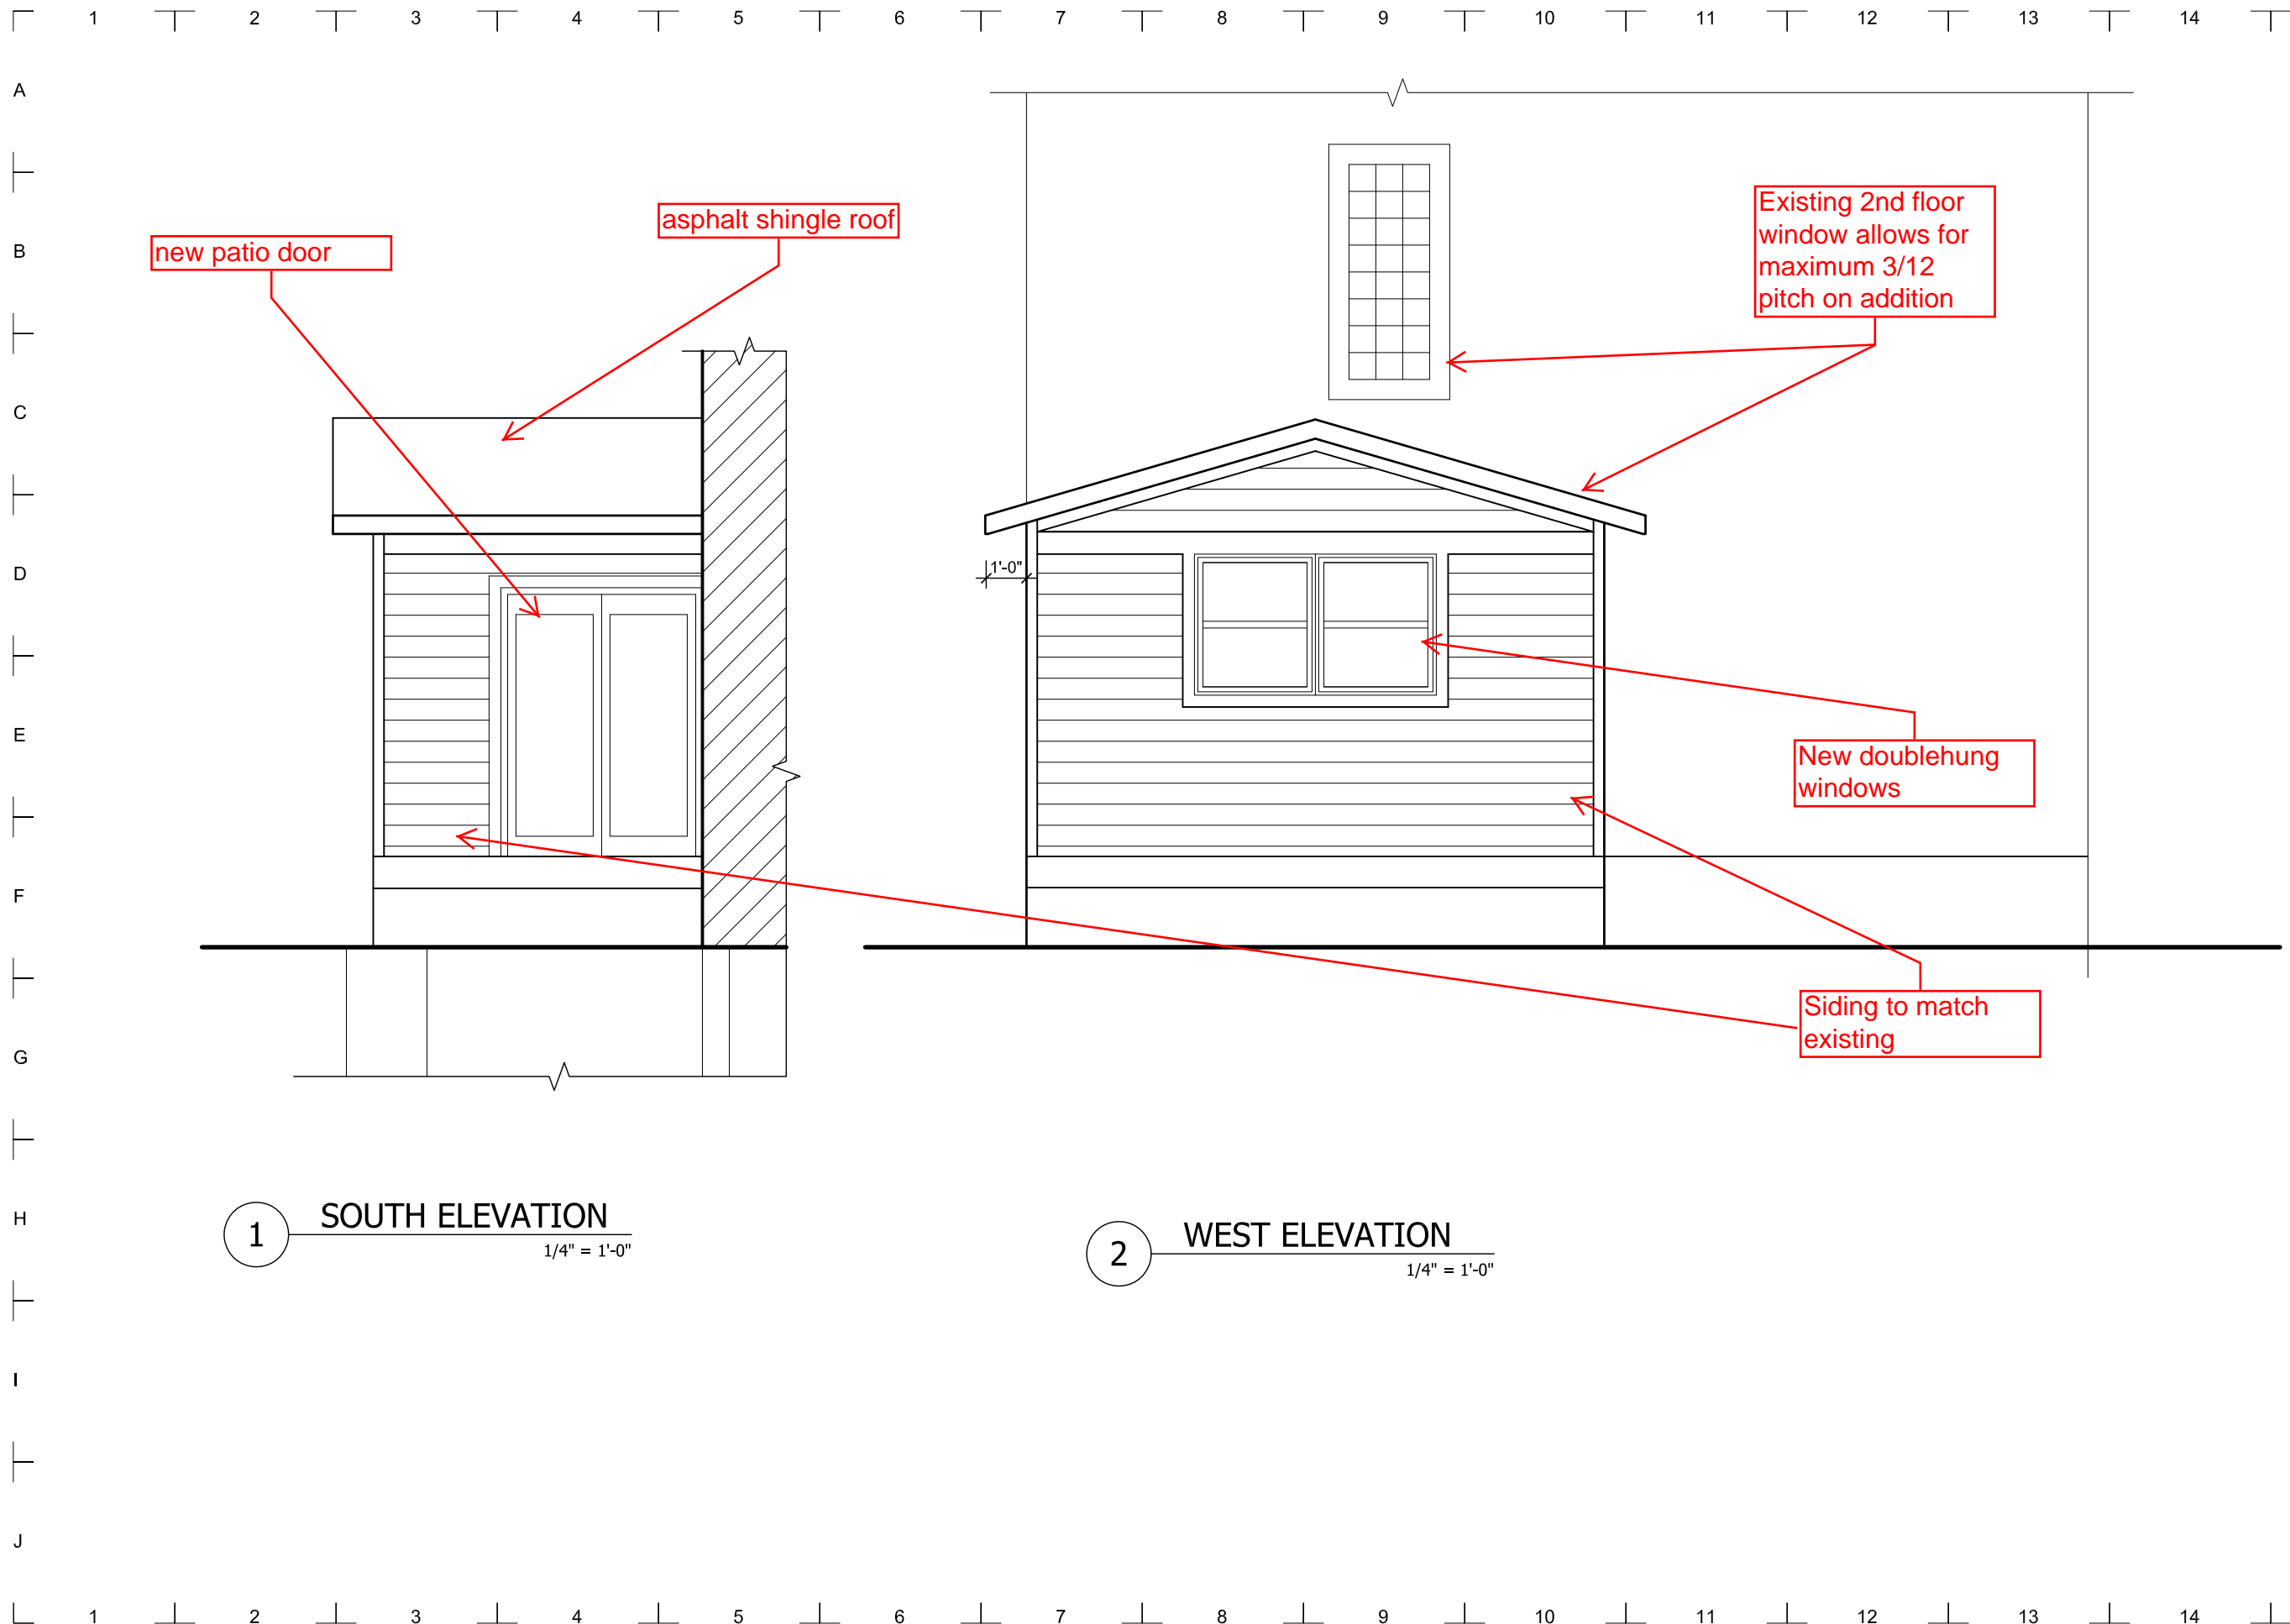 1 2 3 4 5 6 7 8 9 10 11 12 13 14
A
Existing 2nd floor
window allows for
maximum 3/12
pitch on addition
asphalt shingle roof
new patio door
B
C
D
1'-0"
E
New doublehung
windows
F
Siding to match
existing
G
H
1 SOUTH ELEVATION
1/4" = 1'-0"
2 WEST ELEVATION
1/4" = 1'-0"
I
J
1 2 3 4 5 6 7 8 9 10 11 12 13 14